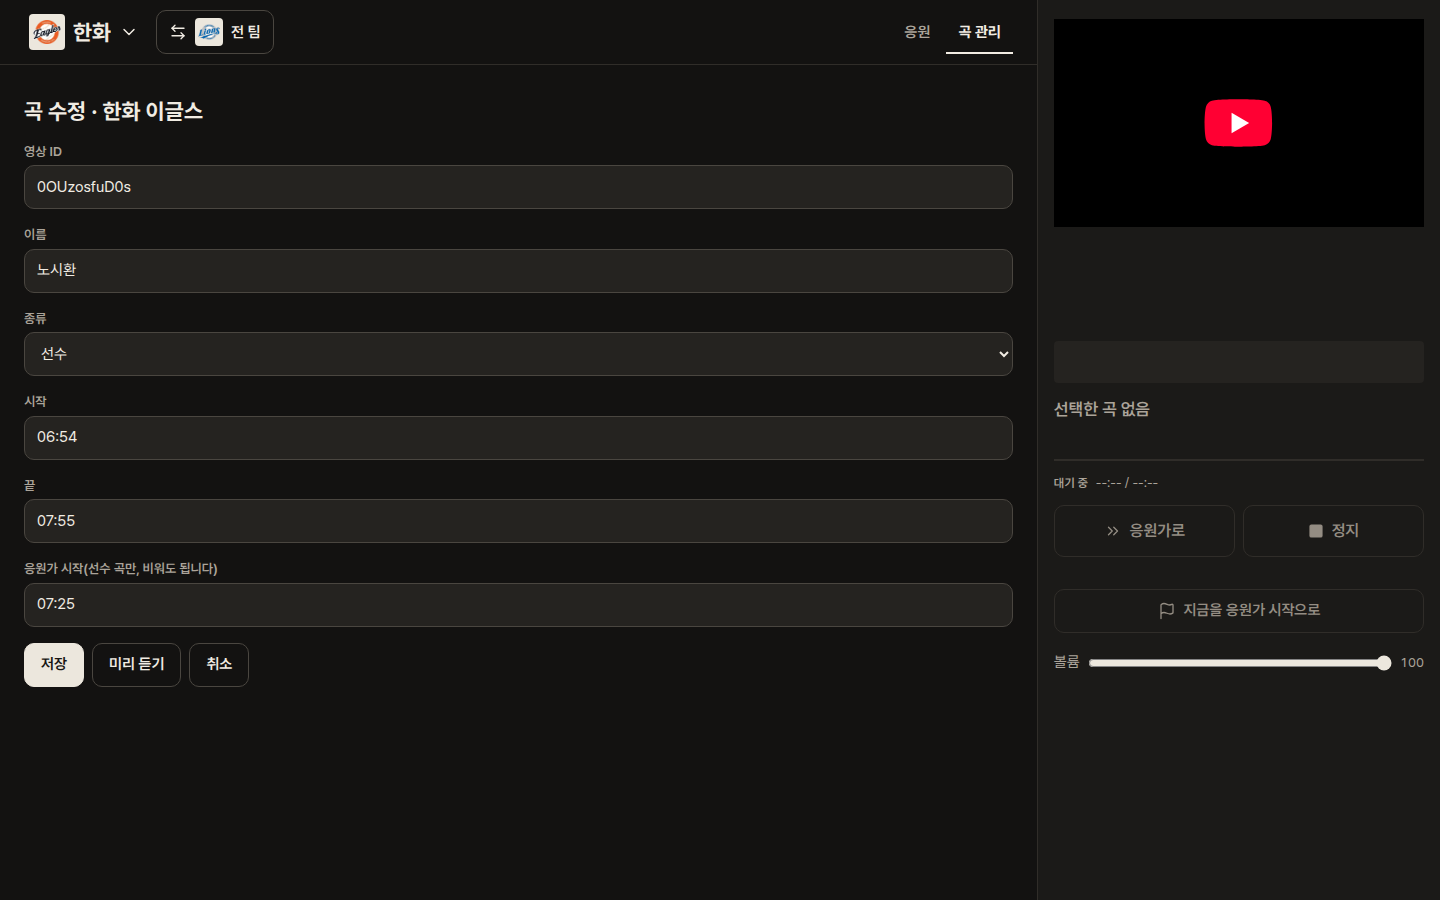 Eagles
한화
Lions
전 팀
응원
곡 관리
곡 수정 · 한화 이글스
영상 ID
0OUzosfuD0s
이름
노시환
종류
선수
시작
06:54
끝
07:55
응원가 시작(선수 곡만, 비워도 됩니다)
07:25
저장
미리 듣기
취소
선택한 곡 없음
대기 중 --:-- / --:--
응원가로
정지
지금을 응원가 시작으로
볼륨
100